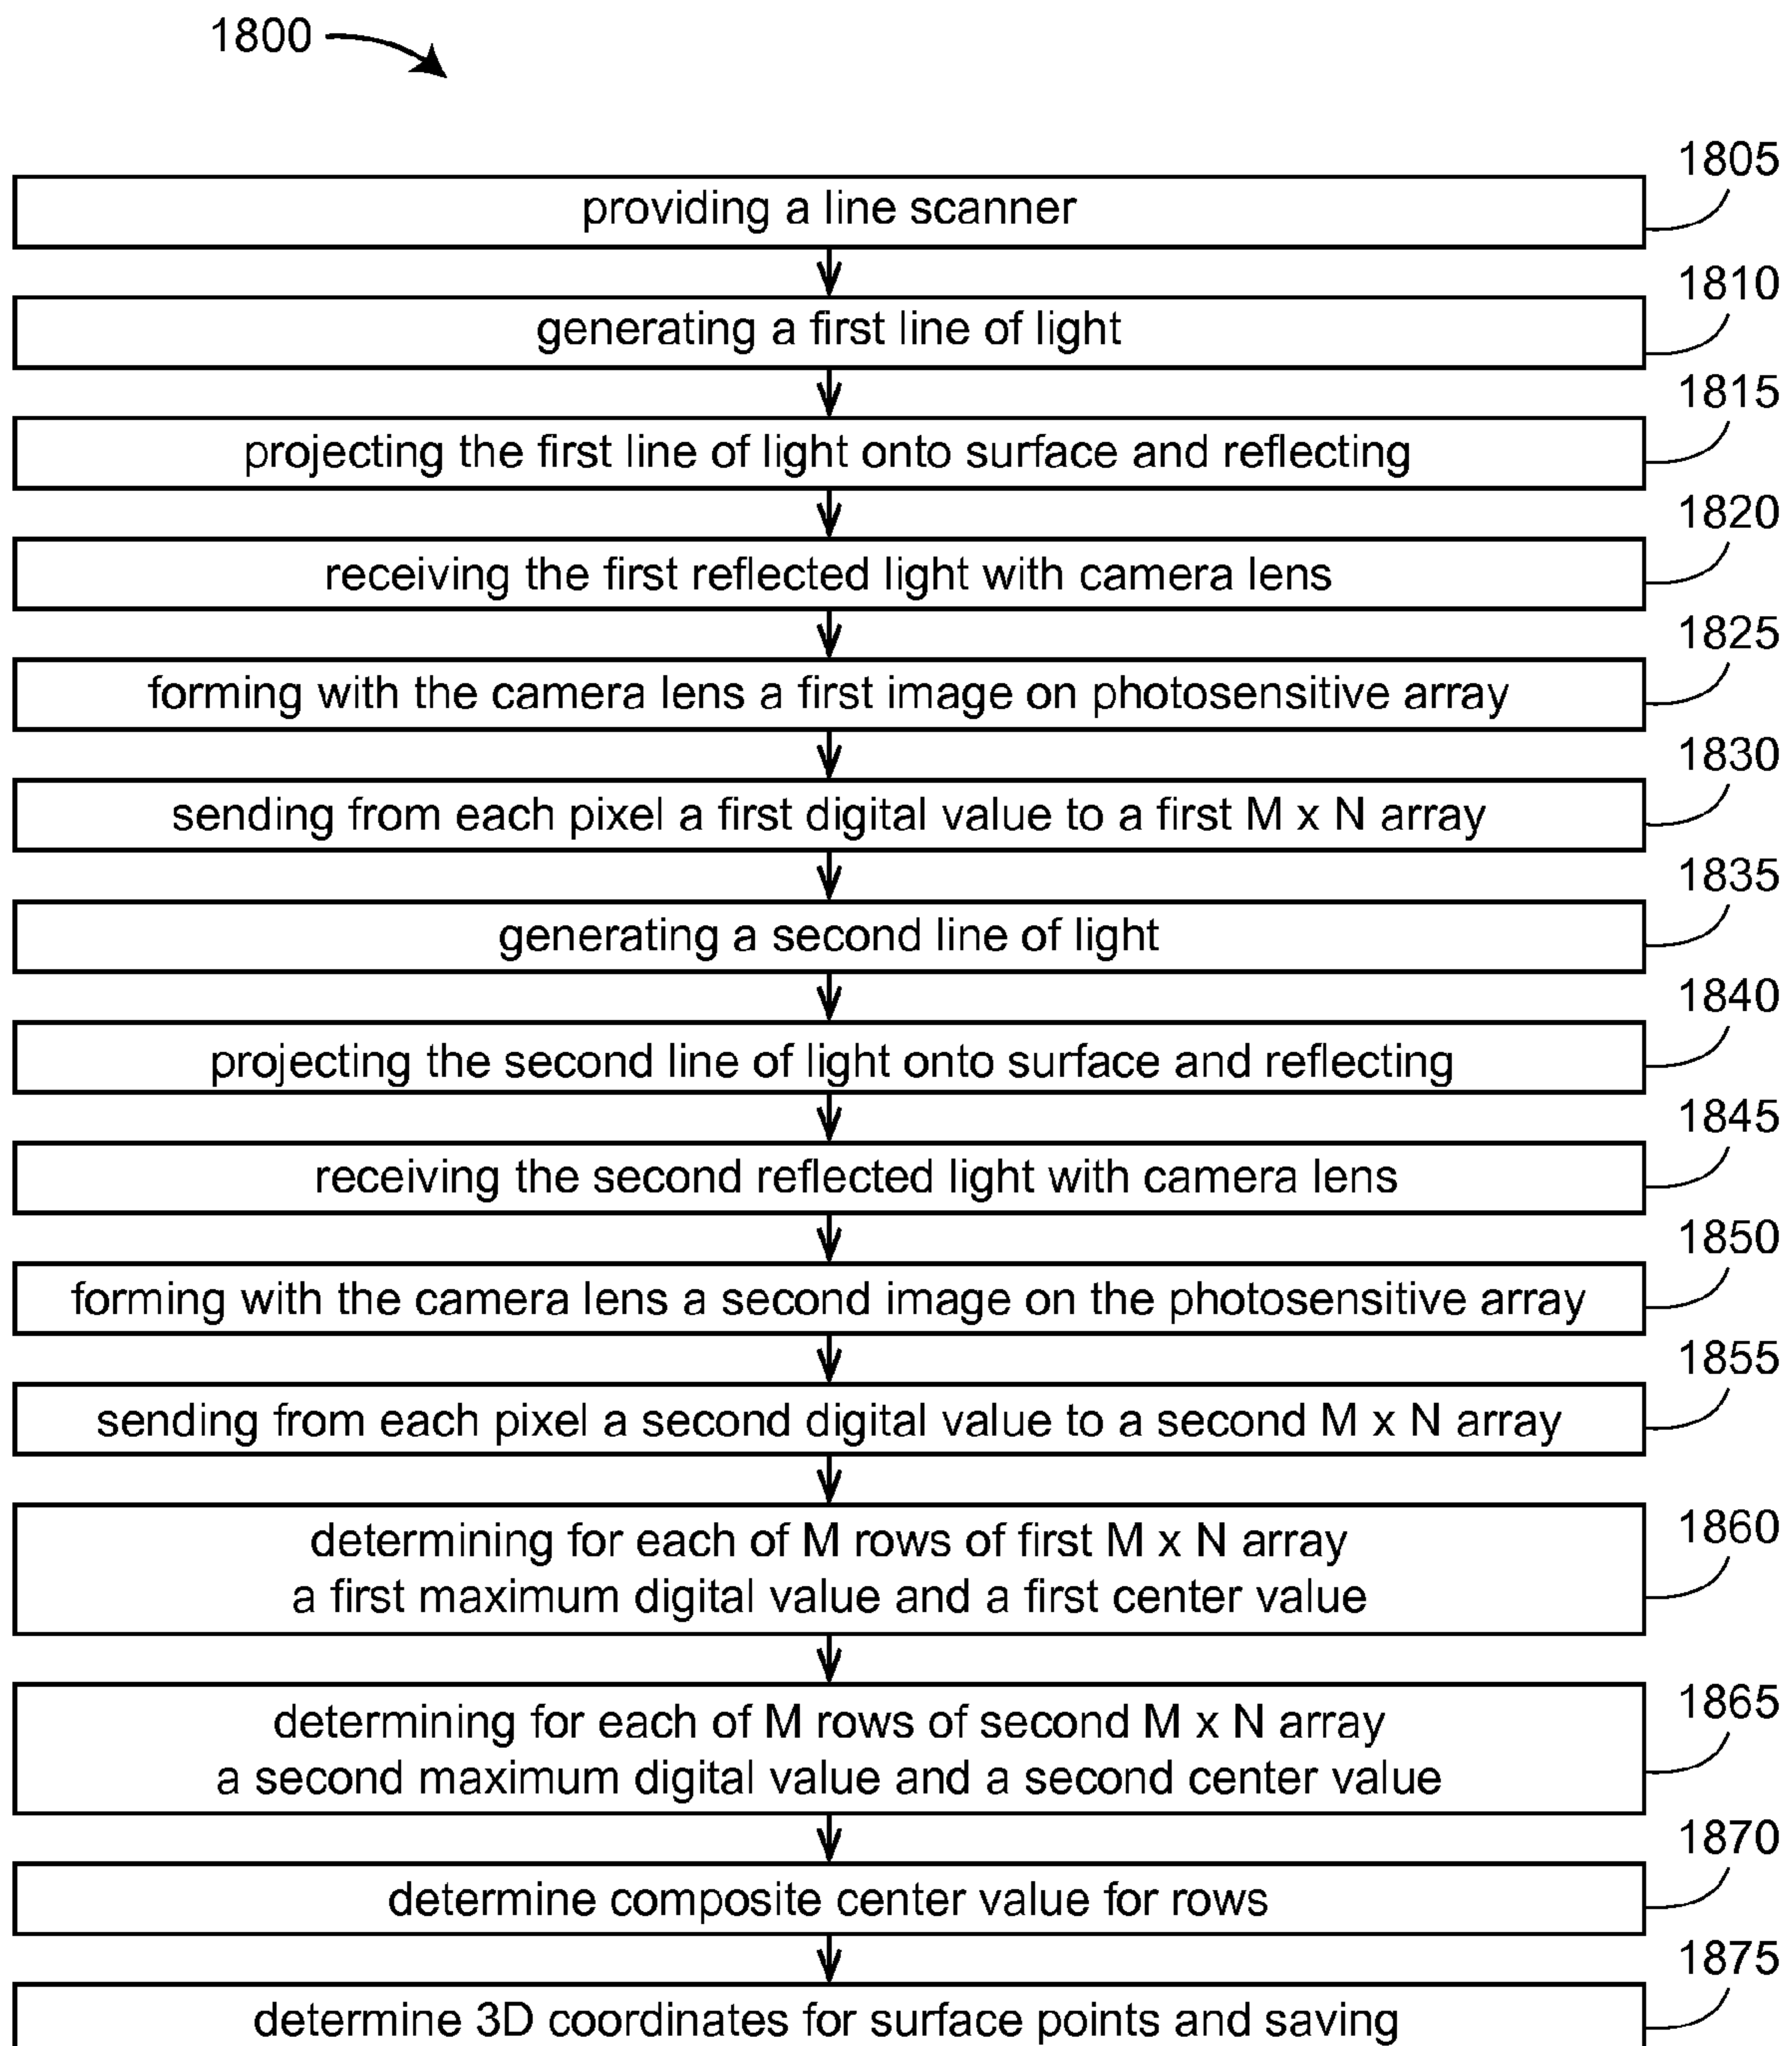 1800
1805
providing a line scanner
1810
generating a first line of light
1815
projecting the first line of light onto surface and reflecting
1820
receiving the first reflected light with camera lens
1825
forming with the camera lens a first image on photosensitive array
1830
sending from each pixel a first digital value to a first M x N array
1835
generating a second line of light
1840
projecting the second line of light onto surface and reflecting
1845
receiving the second reflected light with camera lens
1850
forming with the camera lens a second image on the photosensitive array
1855
sending from each pixel a second digital value to a second M x N array
1860
determining for each of M rows of first M x N array
a first maximum digital value and a first center value
1865
determining for each of M rows of second M x N array
a second maximum digital value and a second center value
1870
determine composite center value for rows
1875
determine 3D coordinates for surface points and saving